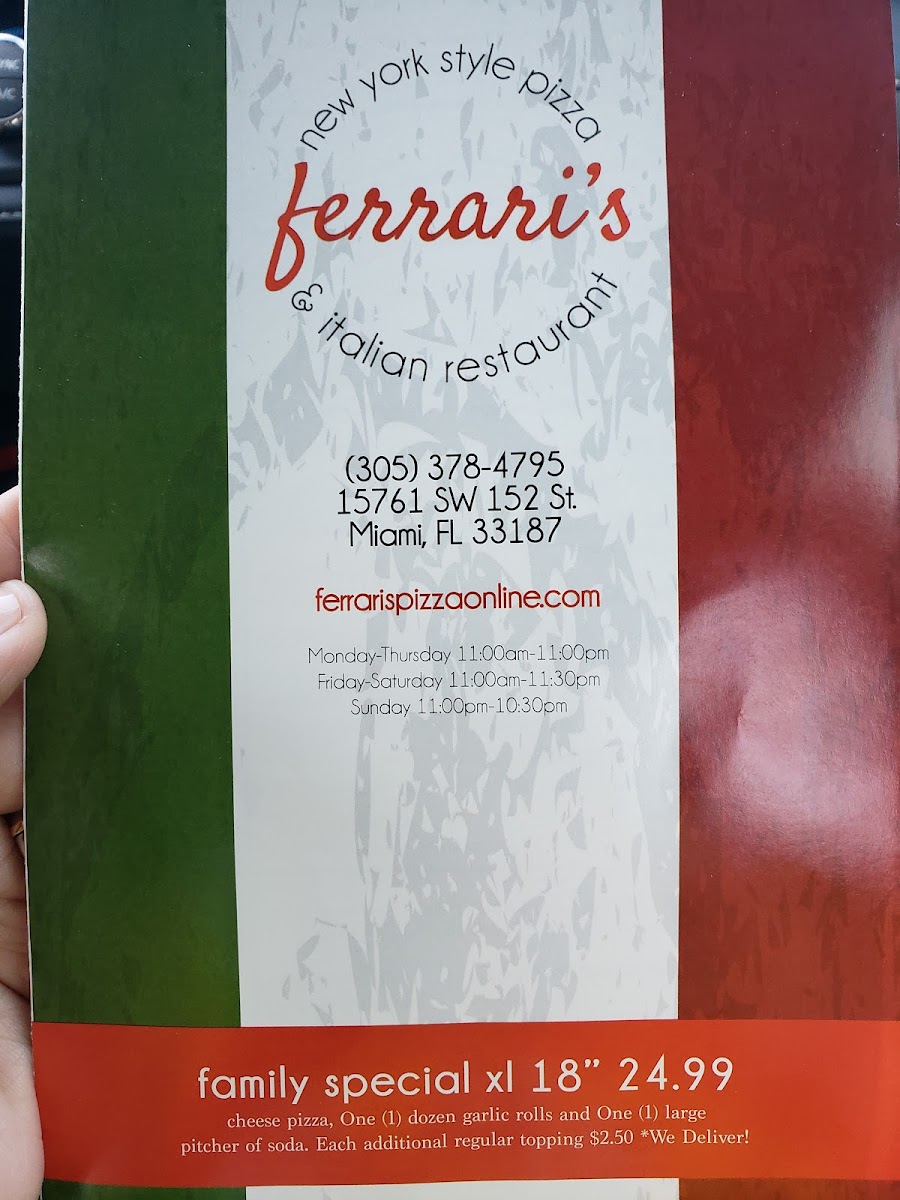 new york style pizza
ferrari's
& italian restaurant
(305) 378-4795
15761 SW 152 St.
Miami, FL 33187
ferrarispizzaonline.com
Monday-Thursday 11:00am-11:00pm
Friday-Saturday 11:00am-11:30pm
Sunday 11:00pm-10:30pm
family special xl 18” 24.99
cheese pizza, One (1) dozen garlic rolls and One (1) large
pitcher of soda. Each additional regular topping $2.50 *We Deliver!